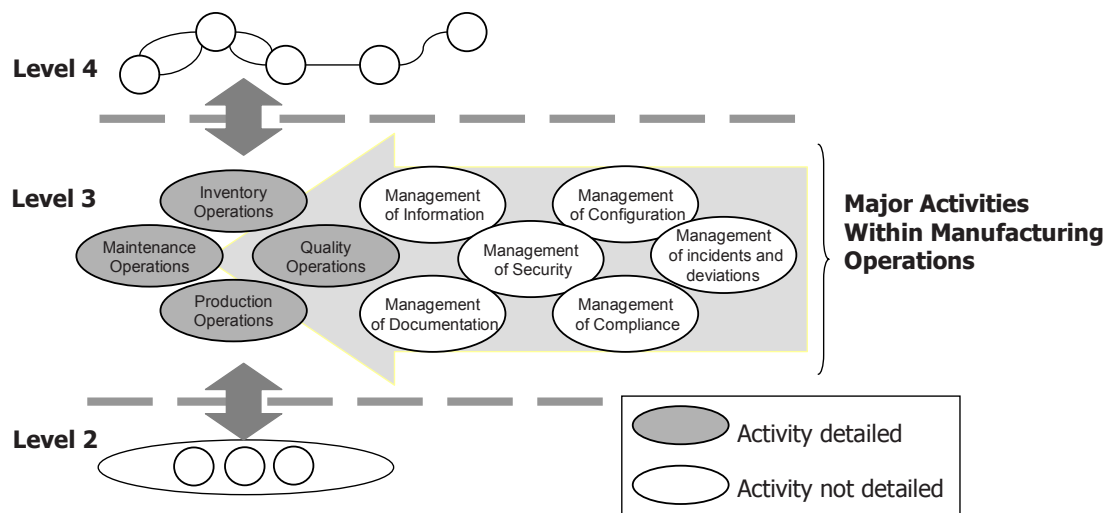 Level 4
Level 3
Inventory
Operations
Maintenance
Operations
Quality
Operations
Production
Operations
Management
of Information
Management
of Configuration
Management
of Security
Management
of incidents and
deviations
Management
of Documentation
Management
of Compliance
Major Activities
Within Manufacturing
Operations
Level 2
Activity detailed
Activity not detailed